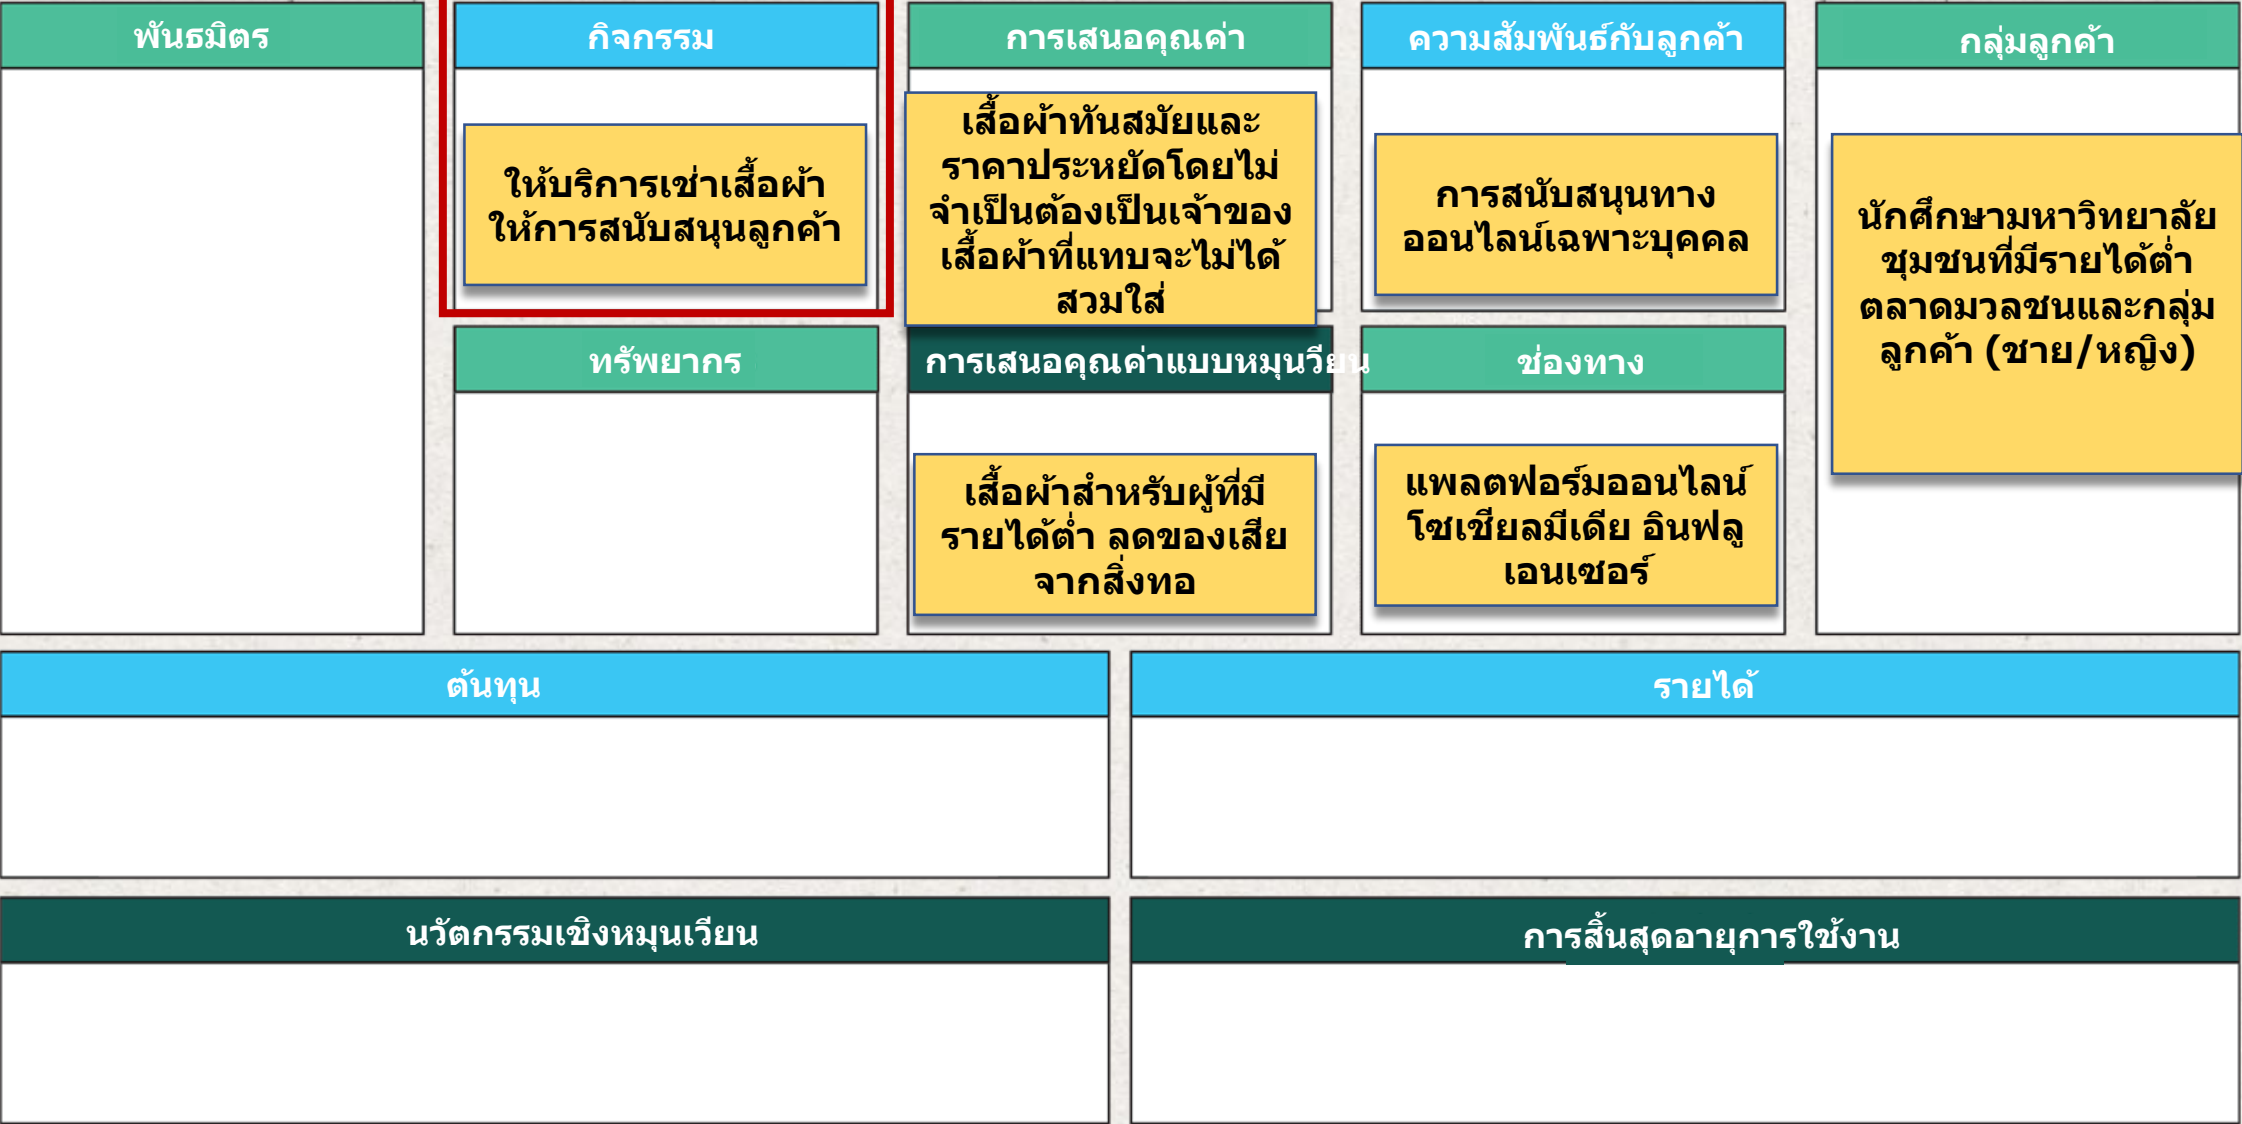 พันธมิตร
กิจกรรม
ให้บริการเช่าเสื้อผ้า
ให้การสนับสนุนลูกค้า
การเสนอคุณค่า
เสื้อผ้าทันสมัยและ
ราคาประหยัดโดยไม่
จำเป็นต้องเป็นเจ้าของ
เสื้อผ้าที่แทบจะไม่ได้
สวมใส่
ความสัมพันธ์กับลูกค้า
การสนับสนุนทาง
ออนไลน์เฉพาะบุคคล
กลุ่มลูกค้า
นักศึกษามหาวิทยาลัย
ชุมชนที่มีรายได้ต่ำ
ตลาดมวลชนและกลุ่ม
ลูกค้า (ชาย/หญิง)
ทรัพยากร
การเสนอคุณค่าแบบหมุนวียน
เสื้อผ้าสำหรับผู้ที่มี
รายได้ต่ำ ลดของเสีย
จากสิ่งทอ
ช่องทาง
แพลตฟอร์มออนไลน์
โซเชียลมีเดีย อินฟลู
เอนเซอร์
ต้นทุน
รายได้
นวัตกรรมเชิงหมุนเวียน
การสิ้นสุดอายุการใช้งาน